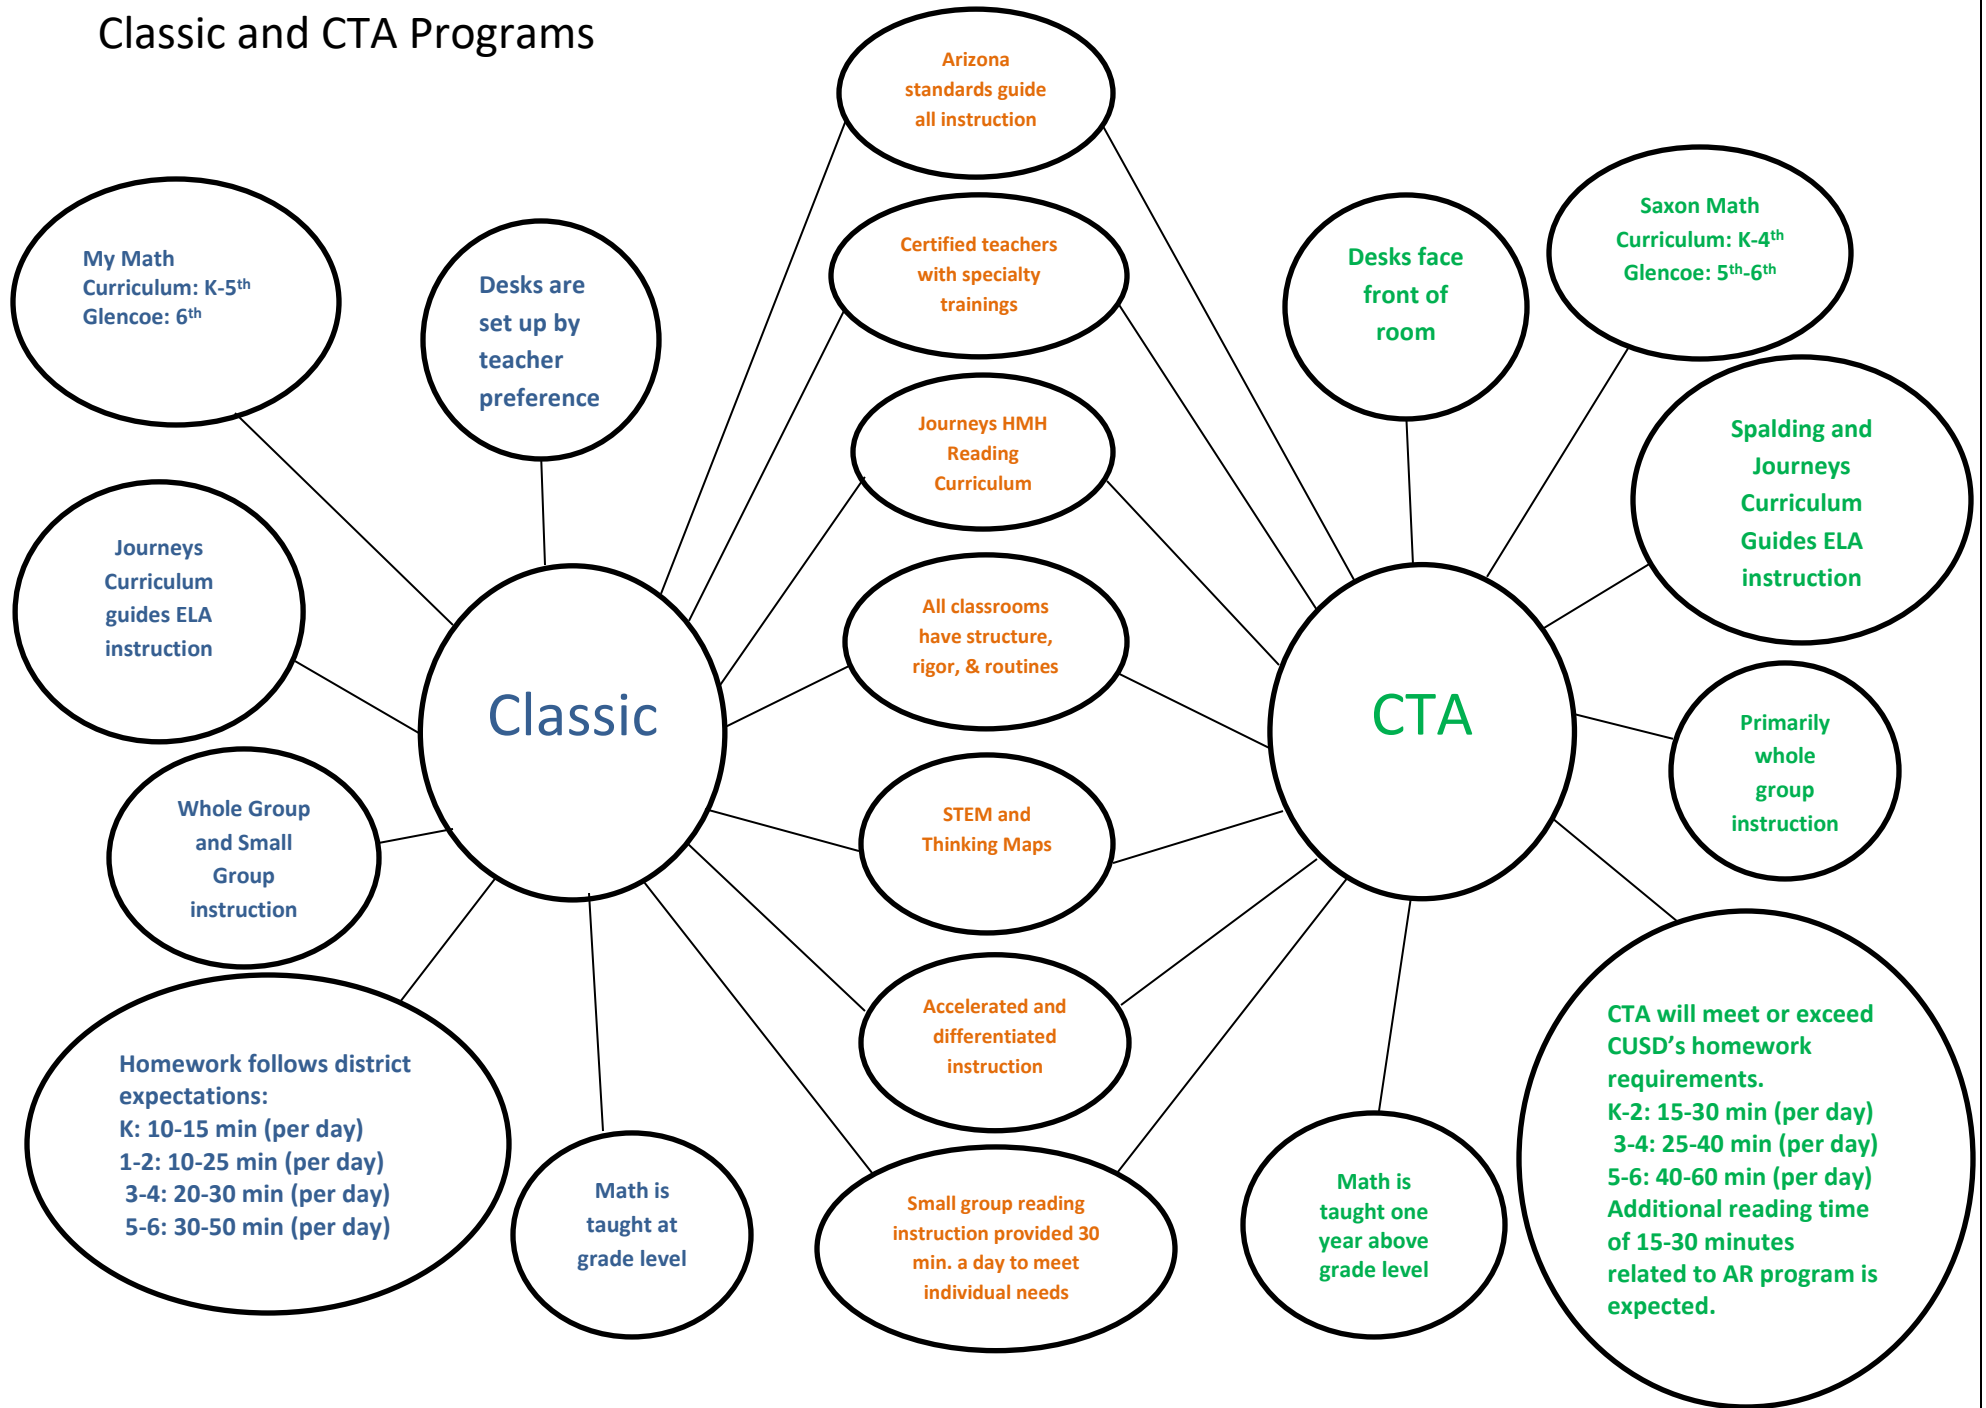 Classic and CTA Programs
Arizona
standards guide
all instruction
Certified teachers
with specialty
trainings
Journeys HMH
Reading
Curriculum
All classrooms
have structure,
rigor, & routines
STEM and
Thinking Maps
Accelerated and
differentiated
instruction
Small group reading
instruction provided 30
min. a day to meet
individual needs
My Math
Curriculum: K-5th
Glencoe: 6th
Desks are
set up by
teacher
preference
Journeys
Curriculum
guides ELA
instruction
Classic
Whole Group
and Small
Group
instruction
Homework follows district
expectations:
K: 10-15 min (per day)
1-2: 10-25 min (per day)
3-4: 20-30 min (per day)
5-6: 30-50 min (per day)
Math is
taught at
grade level
Desks face
front of
room
Saxon Math
Curriculum: K-4th
Glencoe: 5th-6th
Spalding and
Journeys
Curriculum
Guides ELA
instruction
CTA
Primarily
whole
group
instruction
Math is
taught one
year above
grade level
CTA will meet or exceed
CUSD’s homework
requirements.
K-2: 15-30 min (per day)
3-4: 25-40 min (per day)
5-6: 40-60 min (per day)
Additional reading time
of 15-30 minutes
related to AR program is
expected.